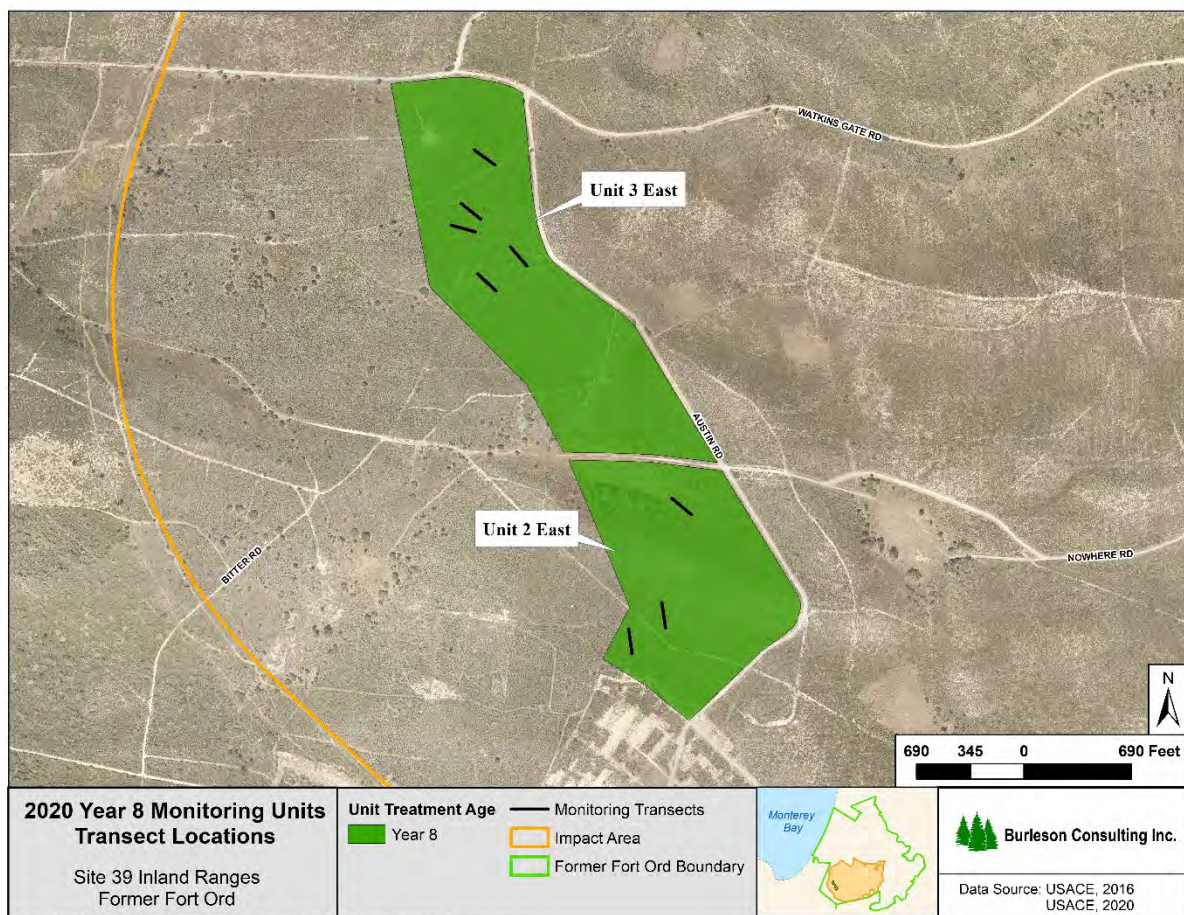 WATKINS GATE RD
Unit 3 East
AUSTIN RD
Unit 2 East
BITTER RD
NOWHERE RD
N
690 345 0 690 Feet
2020 Year 8 Monitoring Units
Transect Locations
Site 39 Inland Ranges
Former Fort Ord
Unit Treatment Age
Year 8
Monitoring Transects
Impact Area
Former Fort Ord Boundary
Monterey
Bay
Burleson Consulting Inc.
Data Source: USACE, 2016
USACE, 2020